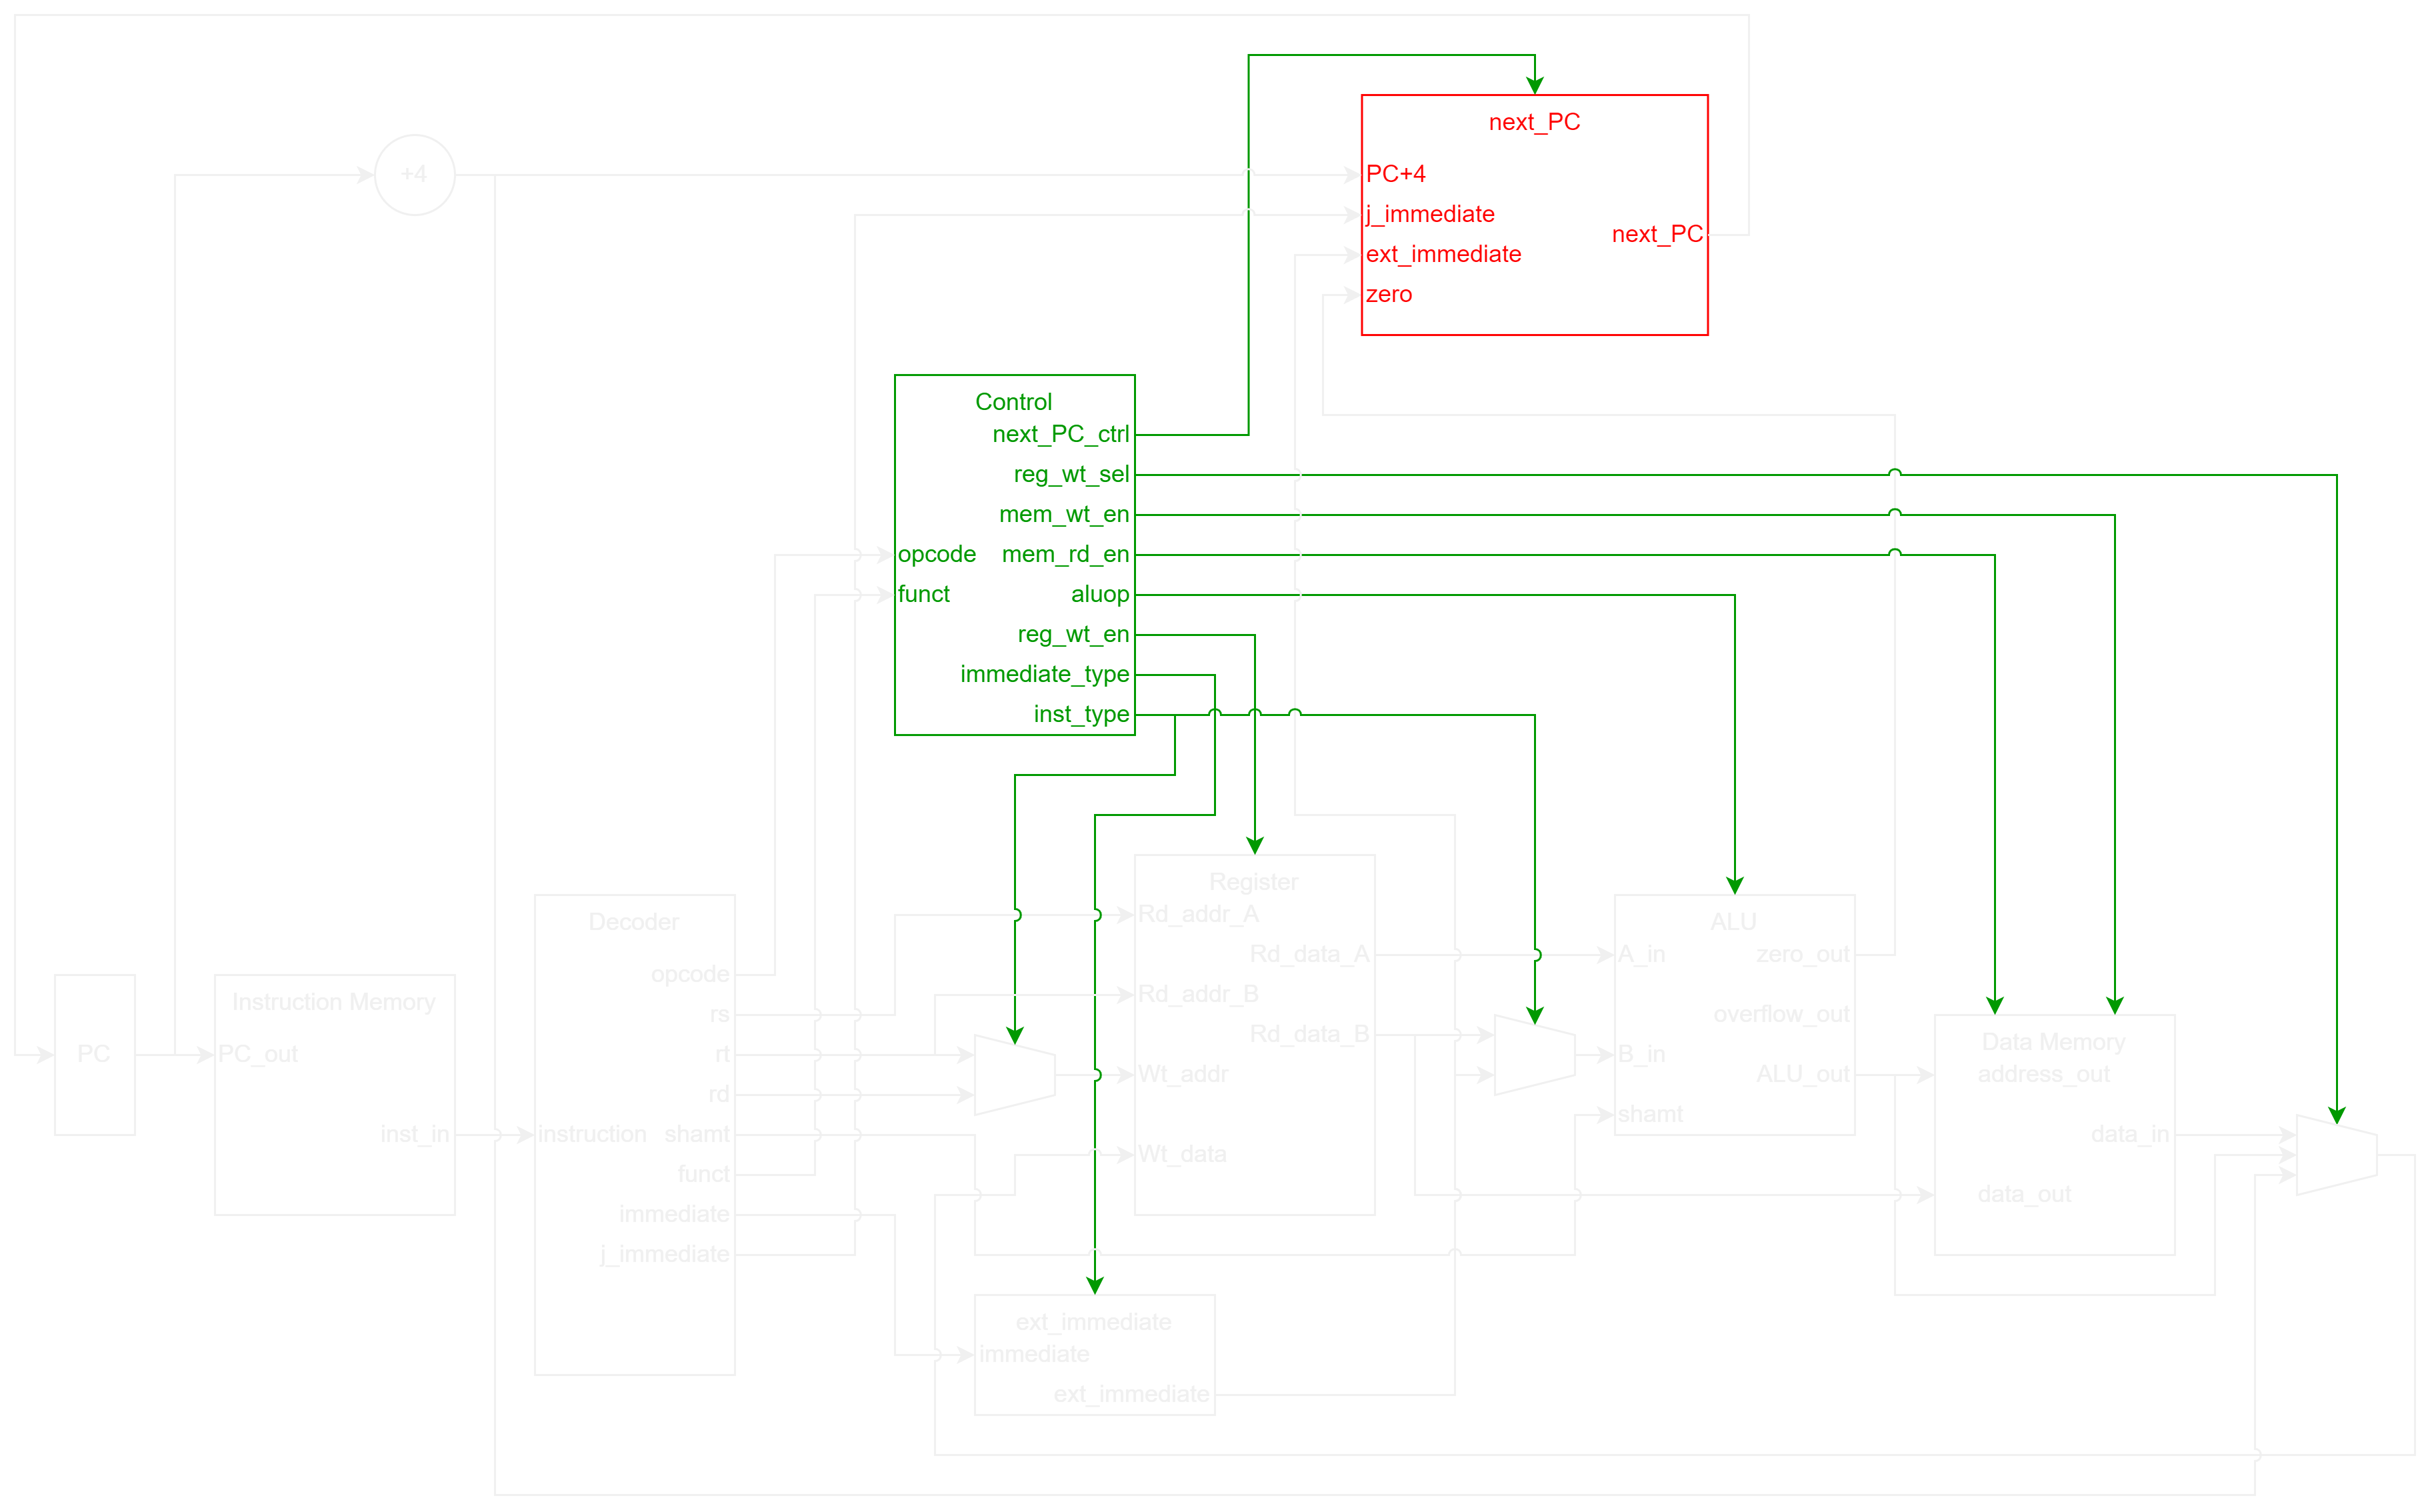 next_PC
+4
PC+4
j_immediate
next_PC
ext_immediate
zero
Control
next_PC_ctrl
reg_wt_sel
mem_wt_en
opcode
mem_rd_en
funct
aluop
reg_wt_en
immediate_type
inst_type
PC
Instruction Memory
PC_out
inst_in
Decoder
opcode
rs
rt
rd
instruction
shamt
funct
immediate
j_immediate
Register
Rd_addr_A
Rd_data_A
Rd_addr_B
Rd_data_B
Wt_addr
Wt_data
ext_immediate
immediate
ext_immediate
ALU
A_in
zero_out
overflow_out
B_in
ALU_out
shamt
Data Memory
address_out
data_in
data_out